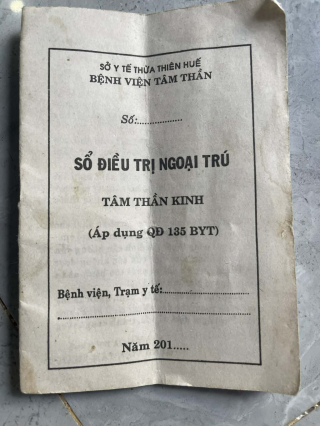 SỞ Y TẾ THỪA THIÊN HUẾ
BỆNH VIỆN TÂM THẦN
Số:..................
SỔ ĐIỀU TRỊ NGOẠI TRÚ
TÂM THẦN KINH
(Áp dụng QĐ 135 BYT)
Bệnh viện, Trạm y tế:..............................
..................................................................
Năm 201.....